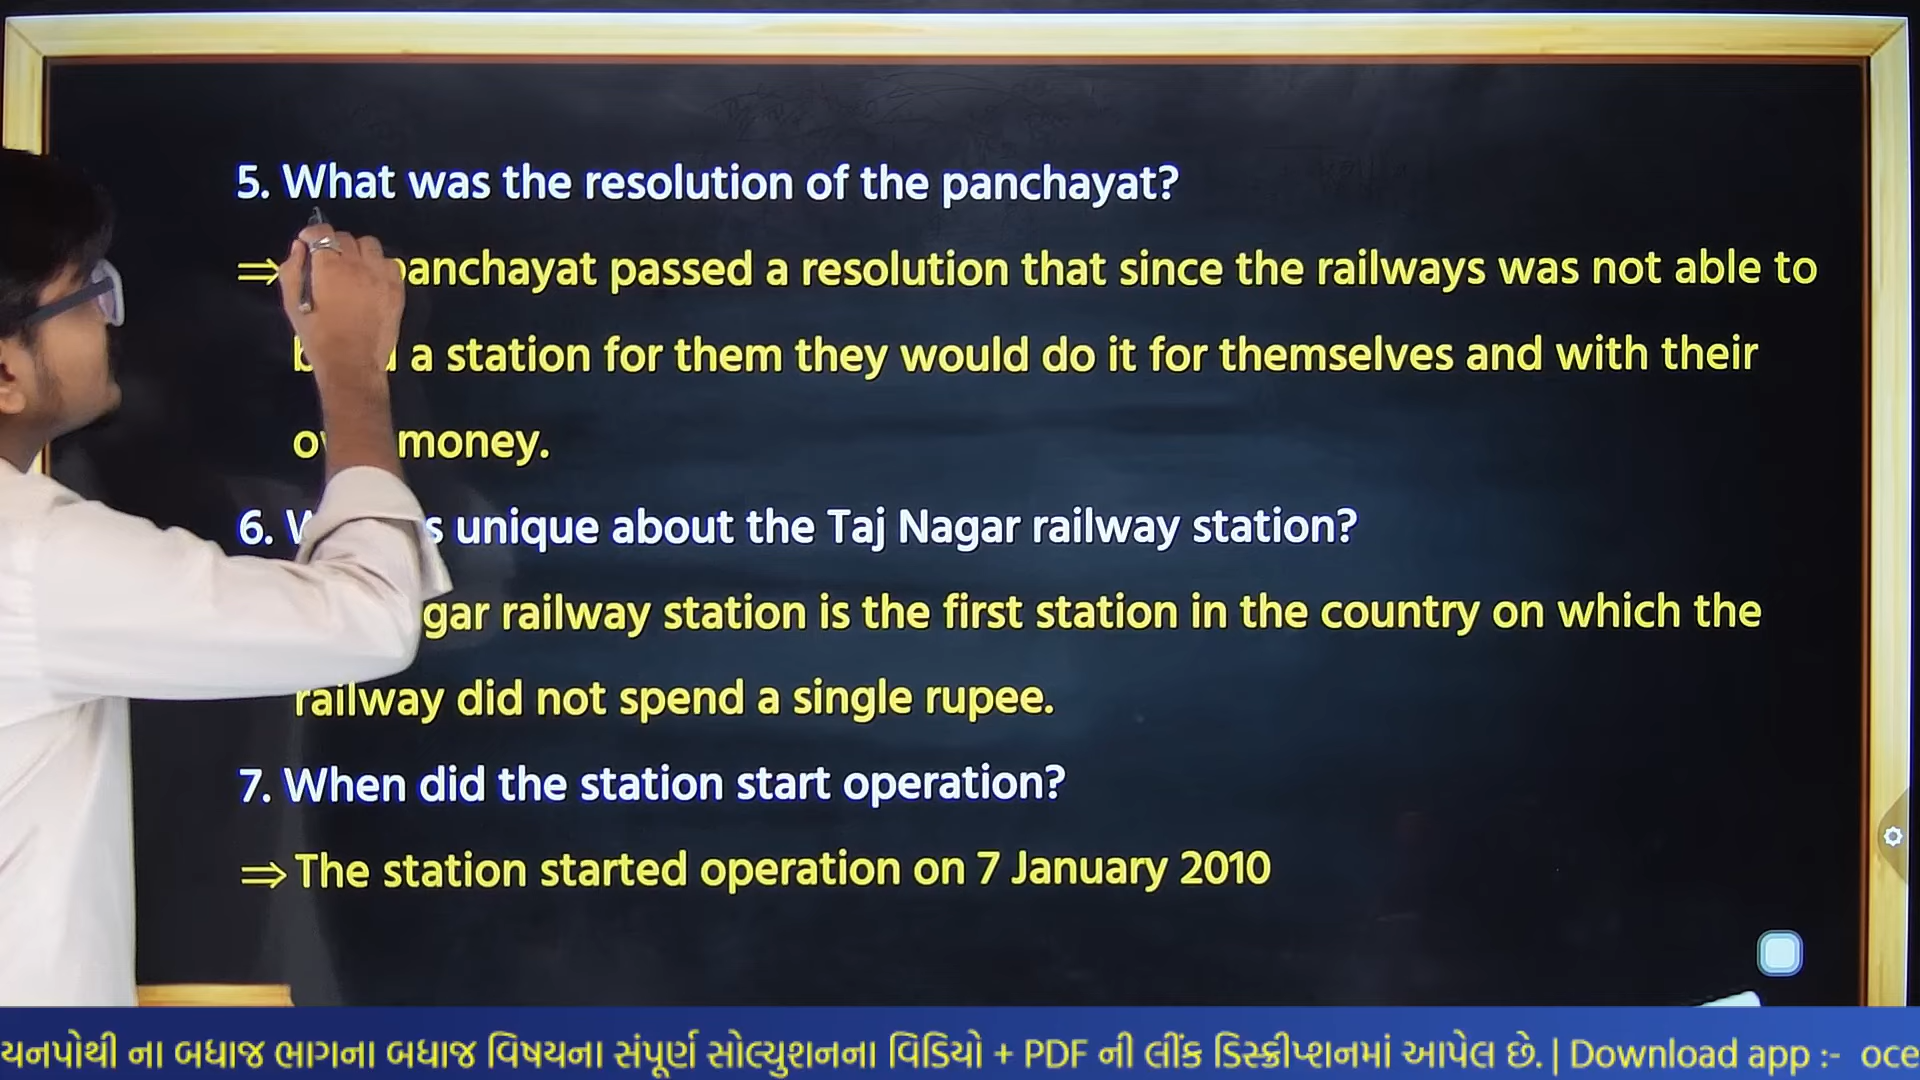 5. What was the resolution of the panchayat?
⇒ panchayat passed a resolution that since the railways was not able to
a station for them they would do it for themselves and with their
money.
6. unique about the Taj Nagar railway station?
railway station is the first station in the country on which the
railway did not spend a single rupee.
7. When did the station start operation?
⇒ The station started operation on 7 January 2010
યનપોથી ના બધાજ ભાગના બધાજ વિષયના સંપૂર્ણ સોલ્યુશનના વિડિયો + PDF ની લીંક ડિસ્ક્રીપ્શનમાં આપેલ છે. | Download app :- oce